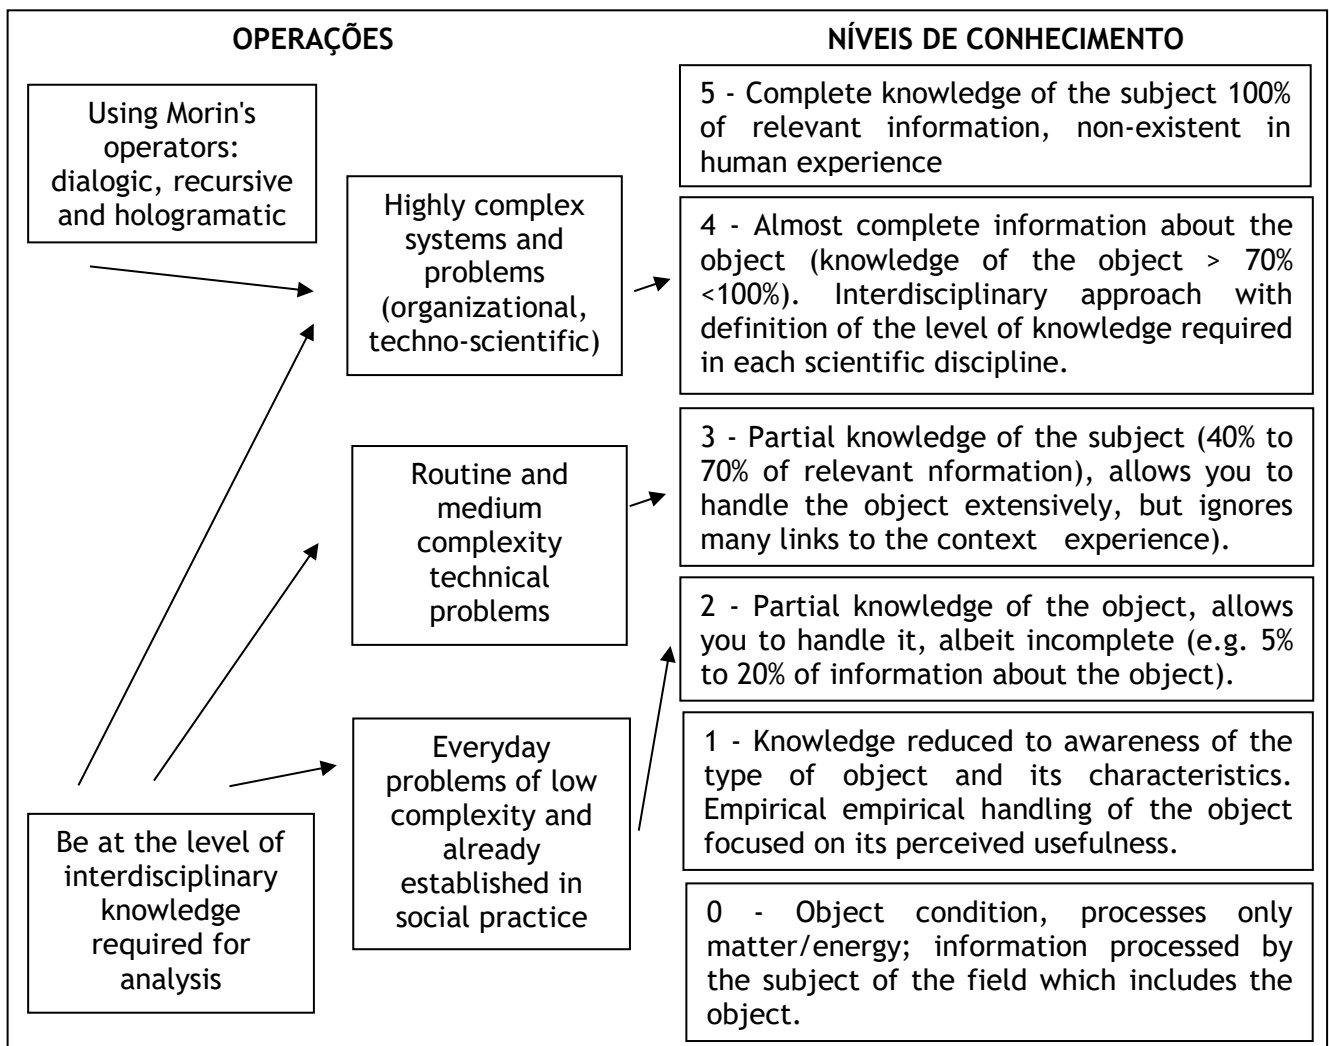 OPERAÇÕES
Using Morin's
operators:
dialogic, recursive
and hologramatic
Be at the level of
interdisciplinary
knowledge
required for
analysis
Highly complex
systems and
problems
(organizational,
techno-scientific)
Routine and
medium
complexity
technical
problems
Everyday
problems of low
complexity and
already
established in
social practice
NÍVEIS DE CONHECIMENTO
5 - Complete knowledge of the subject 100%
of relevant information, non-existent in
human experience
4 - Almost complete information about the
object (knowledge of the object > 70%
<100%). Interdisciplinary approach with
definition of the level of knowledge required
in each scientific discipline.
3 - Partial knowledge of the subject (40% to
70% of relevant nformation), allows you to
handle the object extensively, but ignores
many links to the context experience).
2 - Partial knowledge of the object, allows
you to handle it, albeit incomplete (e.g. 5%
to 20% of information about the object).
1 - Knowledge reduced to awareness of the
type of object and its characteristics.
Empirical empirical handling of the object
focused on its perceived usefulness.
0 - Object condition, processes only
matter/energy; information processed by
the subject of the field which includes the
object.